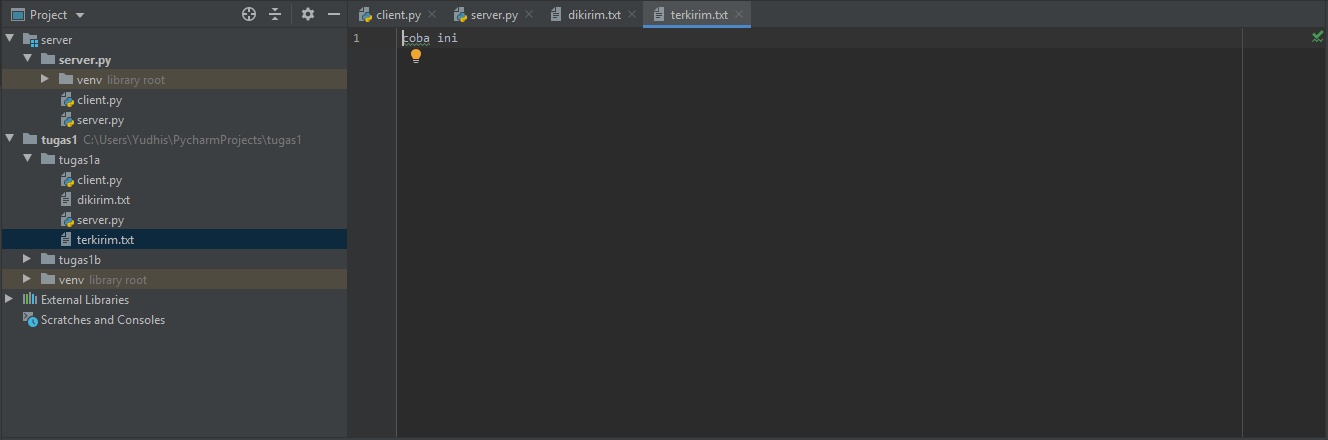 Project
client.py
server.py
dikirim.txt
terkirim.txt
server
server.py
venv library root
client.py
server.py
tugas1 C:\Users\Yudhis\PycharmProjects\tugas1
tugas1a
client.py
dikirim.txt
server.py
terkirim.txt
tugas1b
venv library root
External Libraries
Scratches and Consoles
1 coba ini